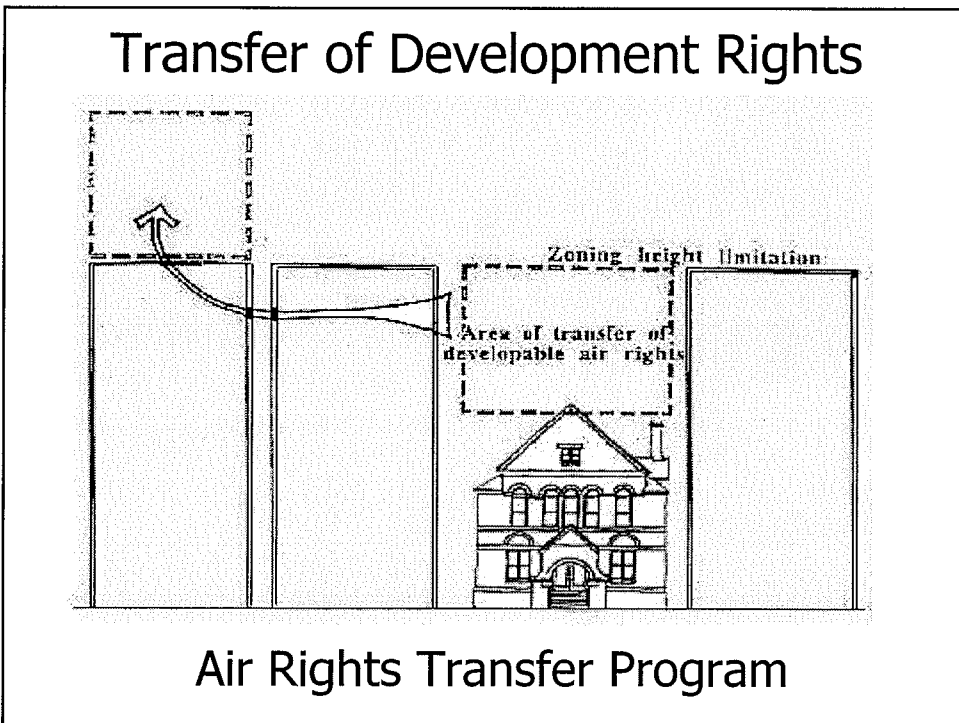 Transfer of Development Rights
Zoning height limitation
Area of transfer of
developable air rights
Air Rights Transfer Program